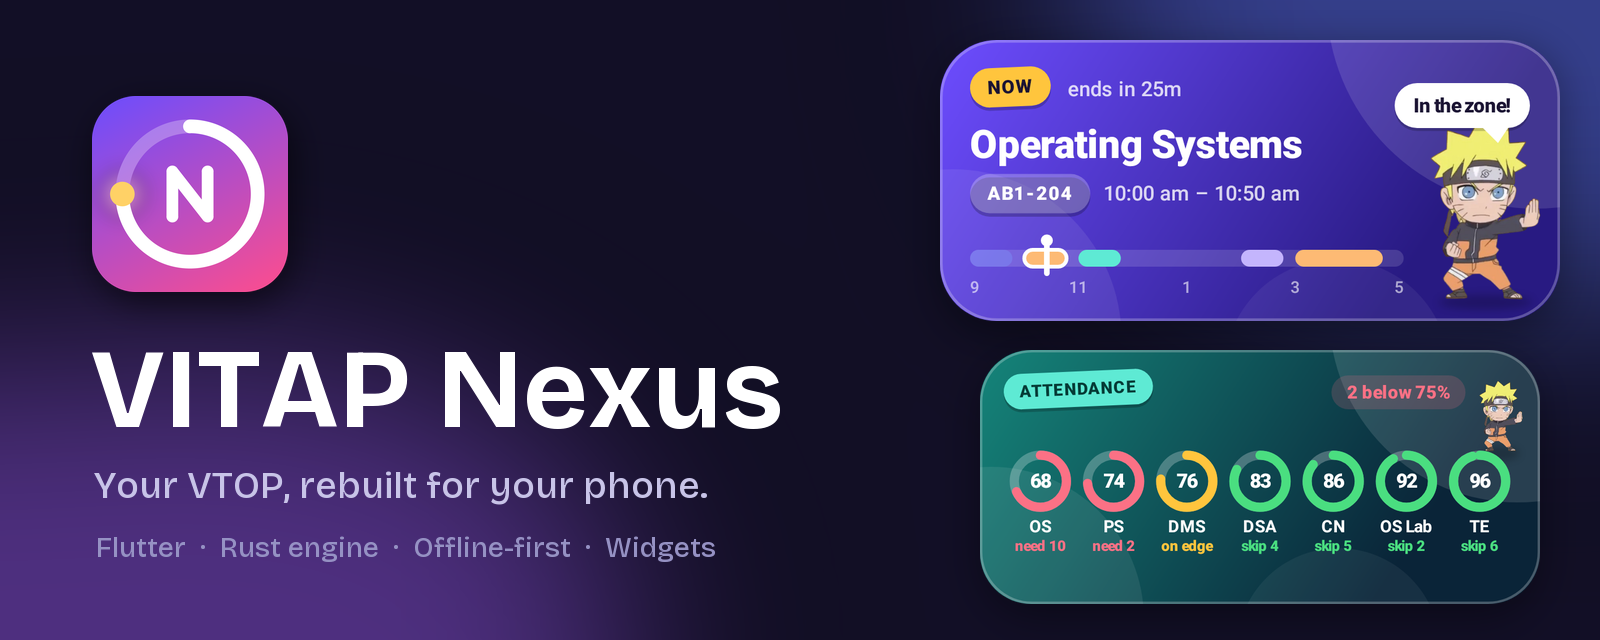 N
VITAP Nexus
Your VTOP, rebuilt for your phone.
Flutter · Rust engine · Offline-first · Widgets
NOW ends in 25m
In the zone!
Operating Systems
AB1-204 10:00 am – 10:50 am
9 11 1 3 5
ATTENDANCE 2 below 75%
68 74 76 83 86 92 96
OS PS DMS DSA CN OS Lab TE
need 10 need 2 on edge skip 4 skip 5 skip 2 skip 6